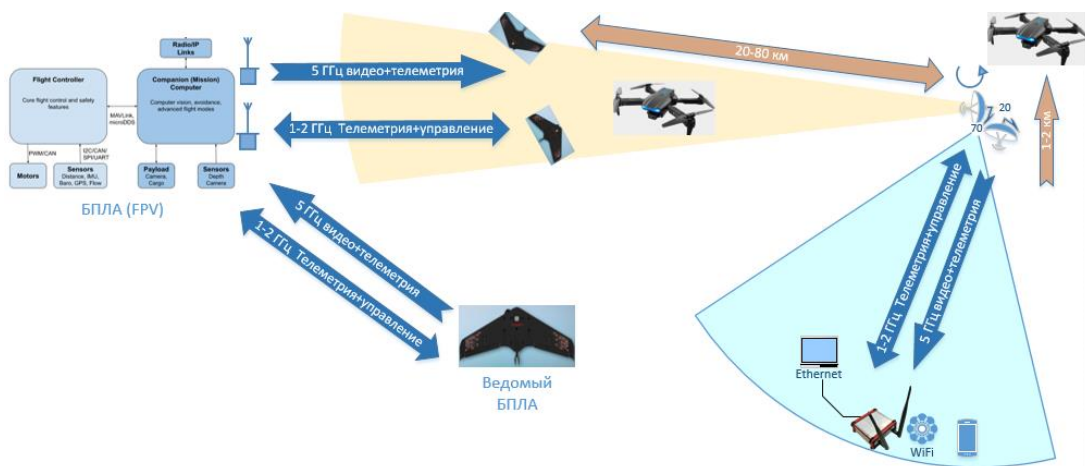 Radio/IP
Links
Flight Controller
Core flight control and safety
features
Companion (Mission)
Computer
Computer vision, avoidance,
advanced flight modes
MAVLink,
microDDS
PWM/CAN
I2C/CAN/
SPI/UART
Motors
Sensors
Distance, IMU,
Baro, GPS, Flow
Payload
Camera,
Cargo
Sensors
Depth
Camera
БПЛА (FPV)
5 ГГц видео+телеметрия
1-2 ГГц Телеметрия+управление
20-80 км
20
70
1-2 км
5 ГГц видео+телеметрия
1-2 ГГц Телеметрия+управление
Ведомый
БПЛА
1-2 ГГц Телеметрия+управление
5 ГГц видео+телеметрия
Ethernet
WiFi